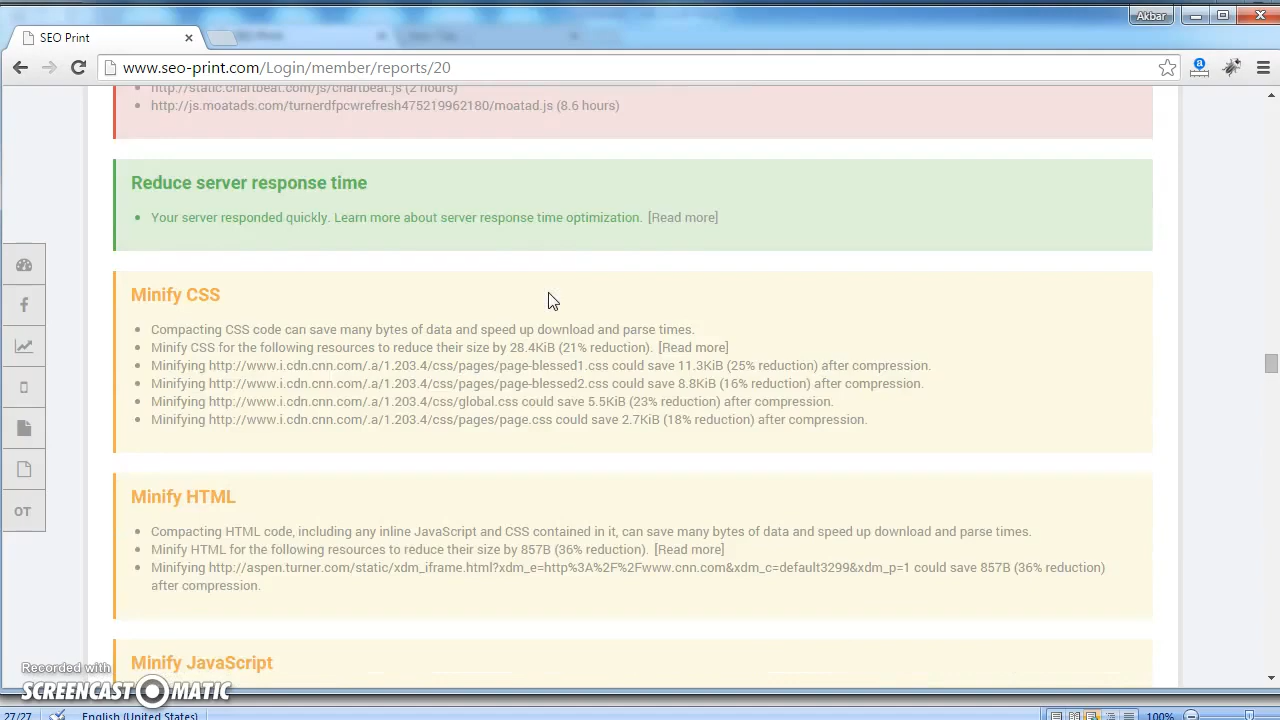 Akbar
SEO Print
www.seo-print.com/Login/member/reports/20
http://static.chartbeat.com/js/chartbeat.js (2 hours)
http://js.moatads.com/turnerdfpcwrefresh475219962180/moatad.js (8.6 hours)
Reduce server response time
Your server responded quickly. Learn more about server response time optimization. [Read more]
Minify CSS
Compacting CSS code can save many bytes of data and speed up download and parse times.
Minify CSS for the following resources to reduce their size by 28.4KiB (21% reduction). [Read more]
Minifying http://www.i.cdn.cnn.com/.a/1.203.4/css/pages/page-blessed1.css could save 11.3KiB (25% reduction) after compression.
Minifying http://www.i.cdn.cnn.com/.a/1.203.4/css/pages/page-blessed2.css could save 8.8KiB (16% reduction) after compression.
Minifying http://www.i.cdn.cnn.com/.a/1.203.4/css/global.css could save 5.5KiB (23% reduction) after compression.
Minifying http://www.i.cdn.cnn.com/.a/1.203.4/css/pages/page.css could save 2.7KiB (18% reduction) after compression.
Minify HTML
Compacting HTML code, including any inline JavaScript and CSS contained in it, can save many bytes of data and speed up download and parse times.
Minify HTML for the following resources to reduce their size by 857B (36% reduction). [Read more]
Minifying http://aspen.turner.com/static/xdm_iframe.html?xdm_e=http%3A%2F%2Fwww.cnn.com&xdm_c=default3299&xdm_p=1 could save 857B (36% reduction)
after compression.
Minify JavaScript
OT
Recorded with
SCREENCAST MATIC
27/27 English (United States) 100%